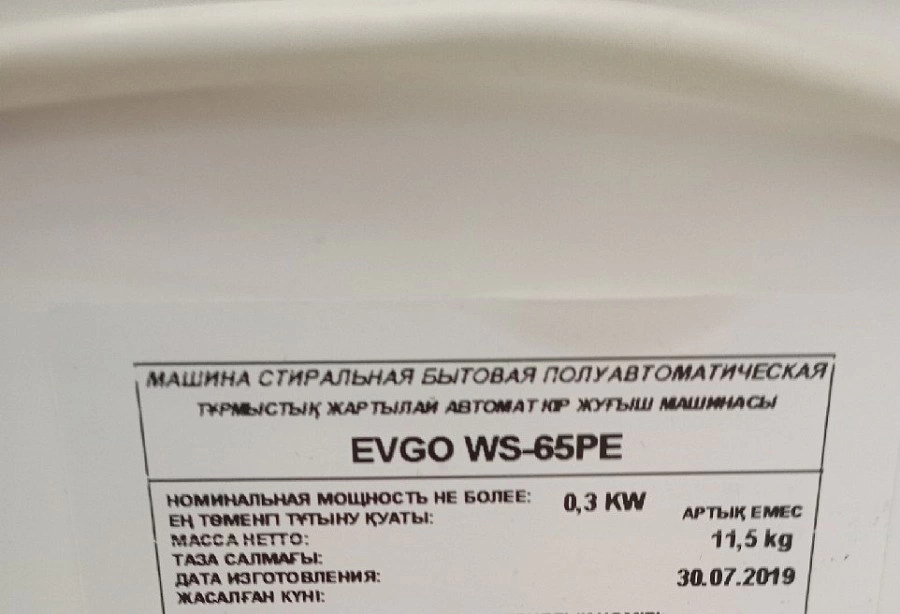 МАШИНА СТИРАЛЬНАЯ БЫТОВАЯ ПОЛУАВТОМАТИЧЕСКАЯ
ТҰРМЫСТЫҚ ЖАРТЫЛАЙ АВТОМАТ КІР ЖУҒЫШ МАШИНАСЫ
EVGO WS-65PE
НОМИНАЛЬНАЯ МОЩНОСТЬ НЕ БОЛЕЕ: 0,3 KW
ЕҢ ТӨМЕНГІ ТҰТЫНУ ҚУАТЫ: АРТЫҚ ЕМЕС
МАССА НЕТТО: 11,5 kg
ТАЗА САЛМАҒЫ:
ДАТА ИЗГОТОВЛЕНИЯ: 30.07.2019
ЖАСАЛҒАН КҮНІ: